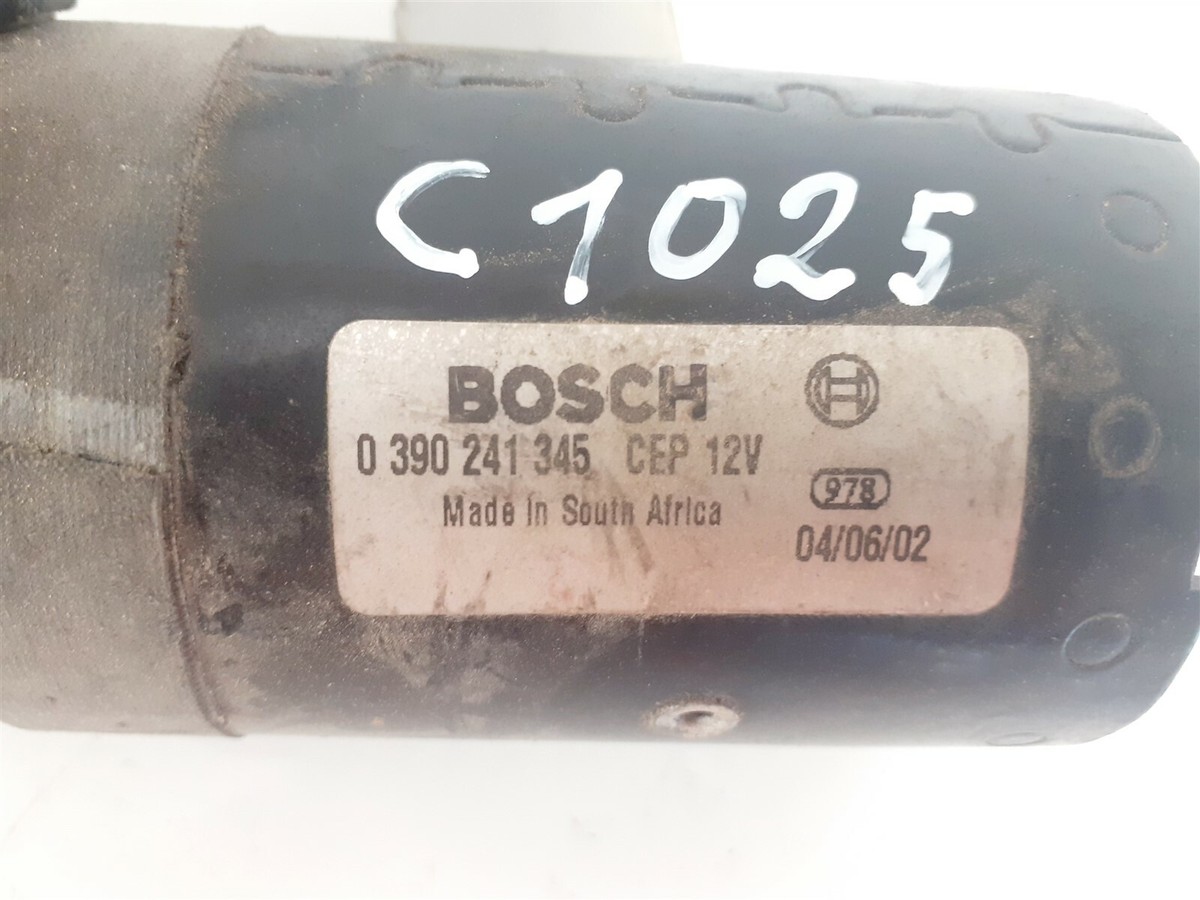 C1025
BOSCH
0 390 241 345 CEP 12V
978
Made in South Africa
04/06/02